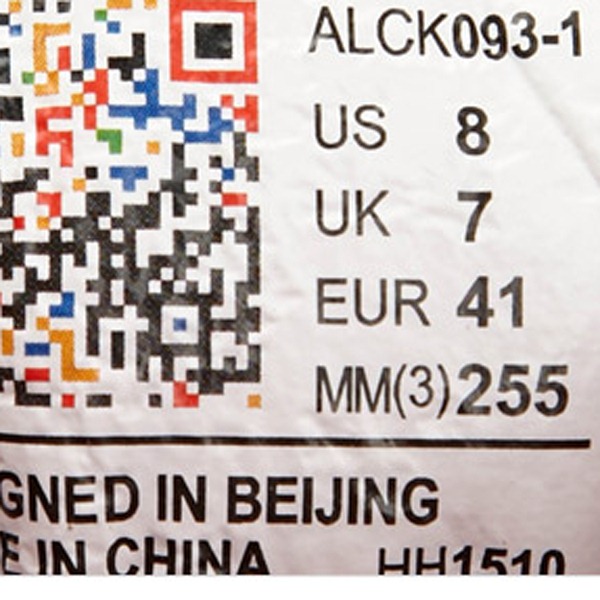 ALCK093-1
US 8
UK 7
EUR 41
MM(3)255
GNED IN BEIJING
E IN CHINA HH1510